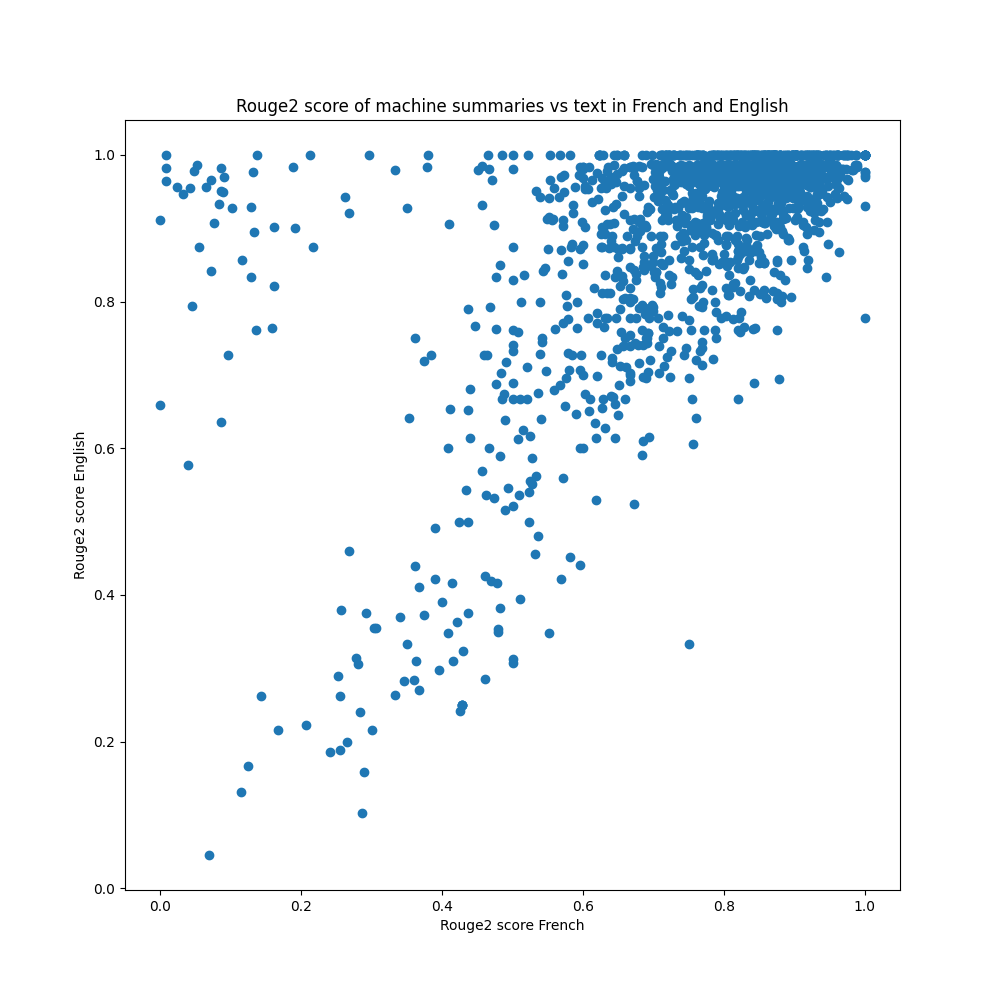 Rouge2 score of machine summaries vs text in French and English
1.0
0.8
0.6
0.4
0.2
0.0
Rouge2 score English
0.0 0.2 0.4 0.6 0.8 1.0
Rouge2 score French